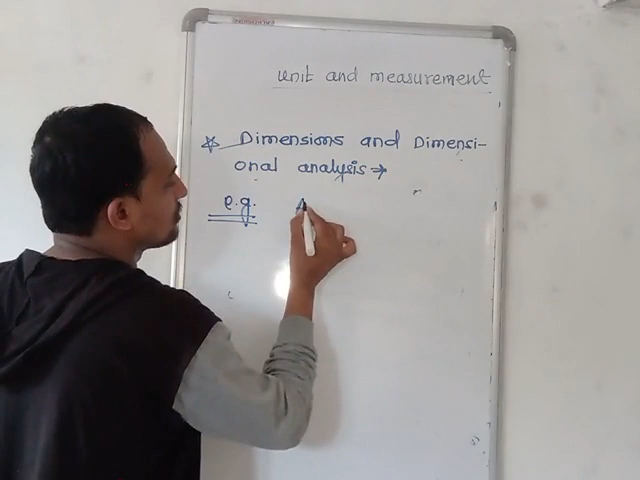 unit and measurement
☆ Dimensions and Dimensi-
onal analysis →
e.g.